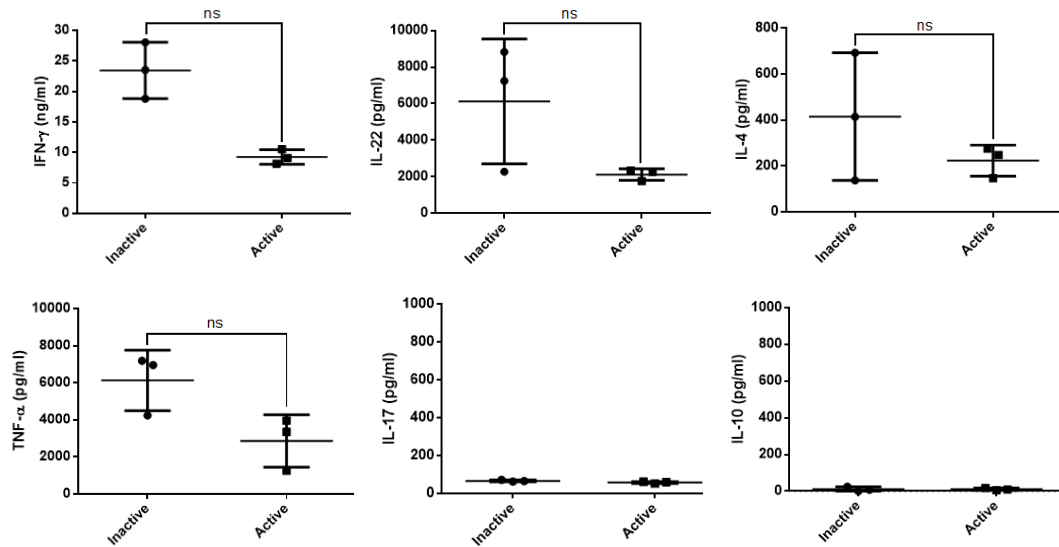 ns
IFN-γ (ng/ml)
30
25
20
15
10
5
0
Inactive
Active
ns
IL-22 (pg/ml)
10000
8000
6000
4000
2000
0
Inactive
Active
ns
IL-4 (pg/ml)
800
600
400
200
0
Inactive
Active
ns
TNF-α (pg/ml)
10000
8000
6000
4000
2000
0
Inactive
Active
IL-17 (pg/ml)
1000
800
600
400
200
0
Inactive
Active
IL-10 (pg/ml)
1000
800
600
400
200
0
Inactive
Active